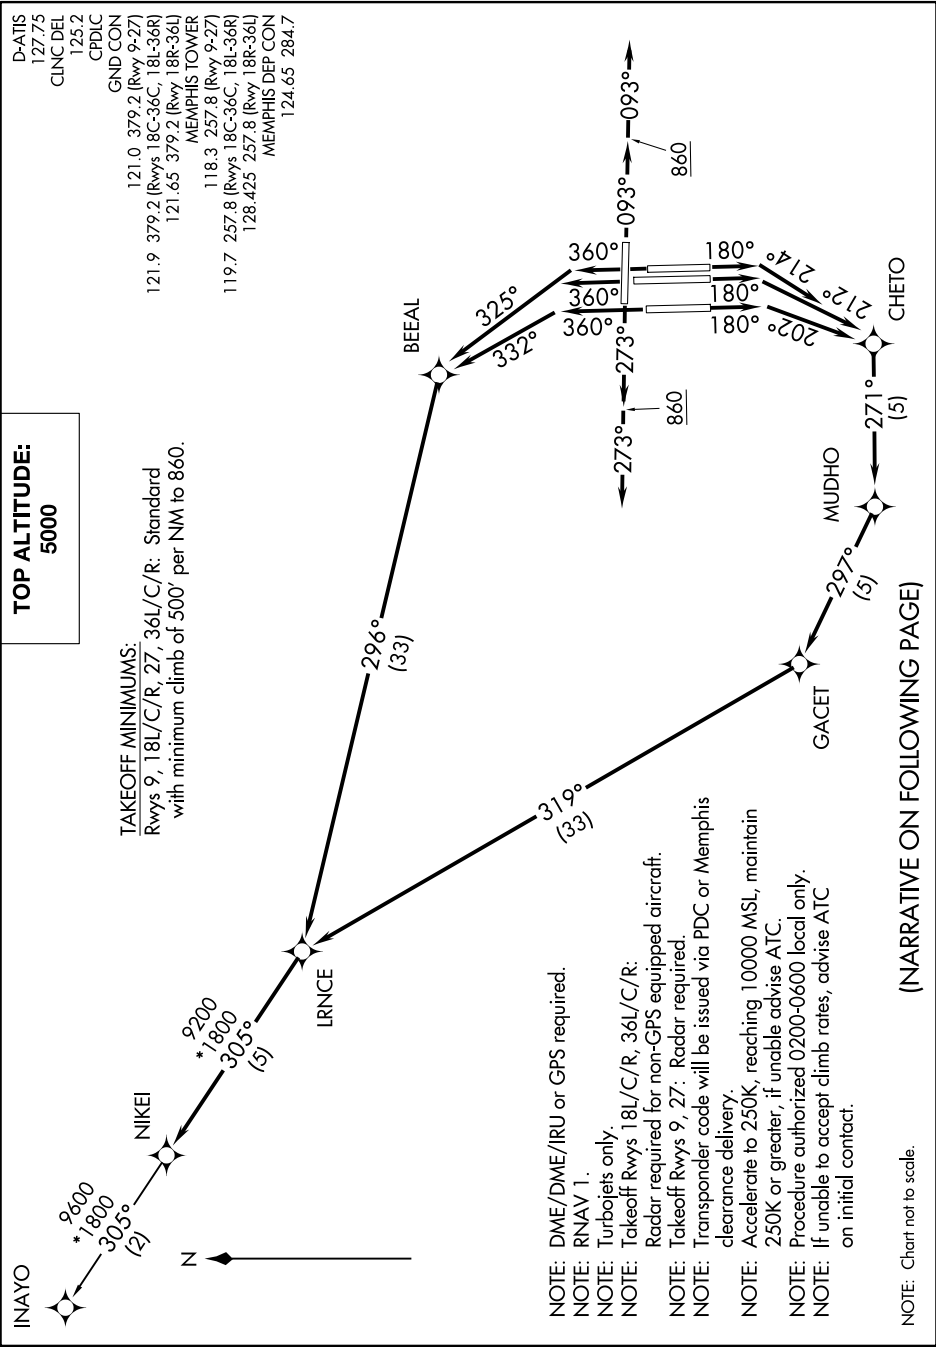 TOP ALTITUDE:
5000
D-ATIS
127.75
CLNC DEL
125.2
CPDLC
GND CON
121.0 379.2 (Rwy 9-27)
121.9 379.2 (Rwys 18C-36C, 18L-36R)
121.65 379.2 (Rwy 18R-36L)
MEMPHIS TOWER
118.3 257.8 (Rwy 9-27)
119.7 257.8 (Rwys 18C-36C, 18L-36R)
128.425 257.8 (Rwy 18R-36L)
MEMPHIS DEP CON
124.65 284.7
TAKEOFF MINIMUMS:
Rwys 9, 18L/C/R, 27, 36L/C/R: Standard
with minimum climb of 500' per NM to 860.
INAYO
9600
*1800
305°
(2)
NIKEI
9200
*1800
305°
(5)
LRNCE
296°
(33)
BEEAL
325°
332°
360°
360°
360°
093°
093°
860
273°
273°
860
180°
180°
180°
214°
212°
202°
CHETO
271°
(5)
MUDHO
297°
(5)
GACET
319°
(33)
N
NOTE: DME/DME/IRU or GPS required.
NOTE: RNAV 1.
NOTE: Turbojets only.
NOTE: Takeoff Rwys 18L/C/R, 36L/C/R:
Radar required for non-GPS equipped aircraft.
NOTE: Takeoff Rwys 9, 27: Radar required.
NOTE: Transponder code will be issued via PDC or Memphis
clearance delivery.
NOTE: Accelerate to 250K, reaching 10000 MSL, maintain
250K or greater, if unable advise ATC.
NOTE: Procedure authorized 0200-0600 local only.
NOTE: If unable to accept climb rates, advise ATC
on initial contact.
(NARRATIVE ON FOLLOWING PAGE)
NOTE: Chart not to scale.